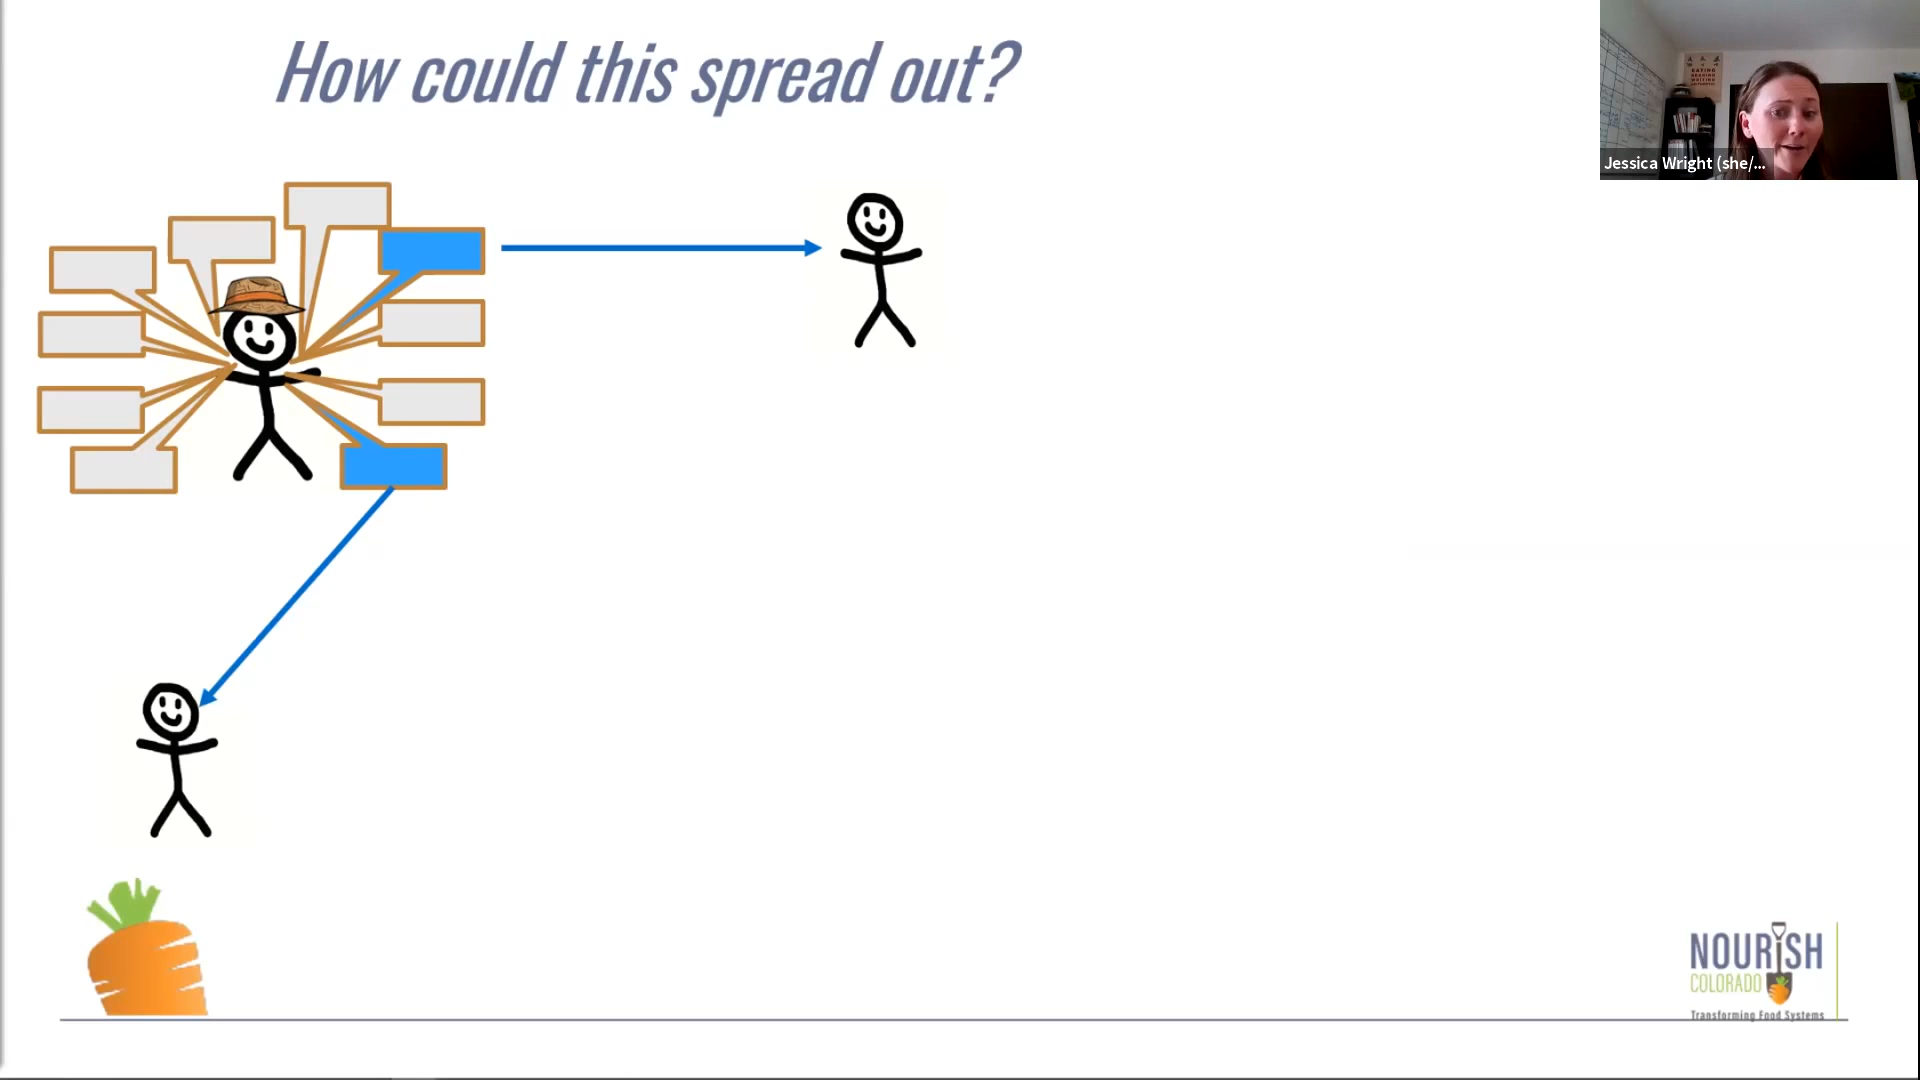 How could this spread out?
Jessica Wright (she/...
NOURISH
COLORADO
Transforming Food Systems